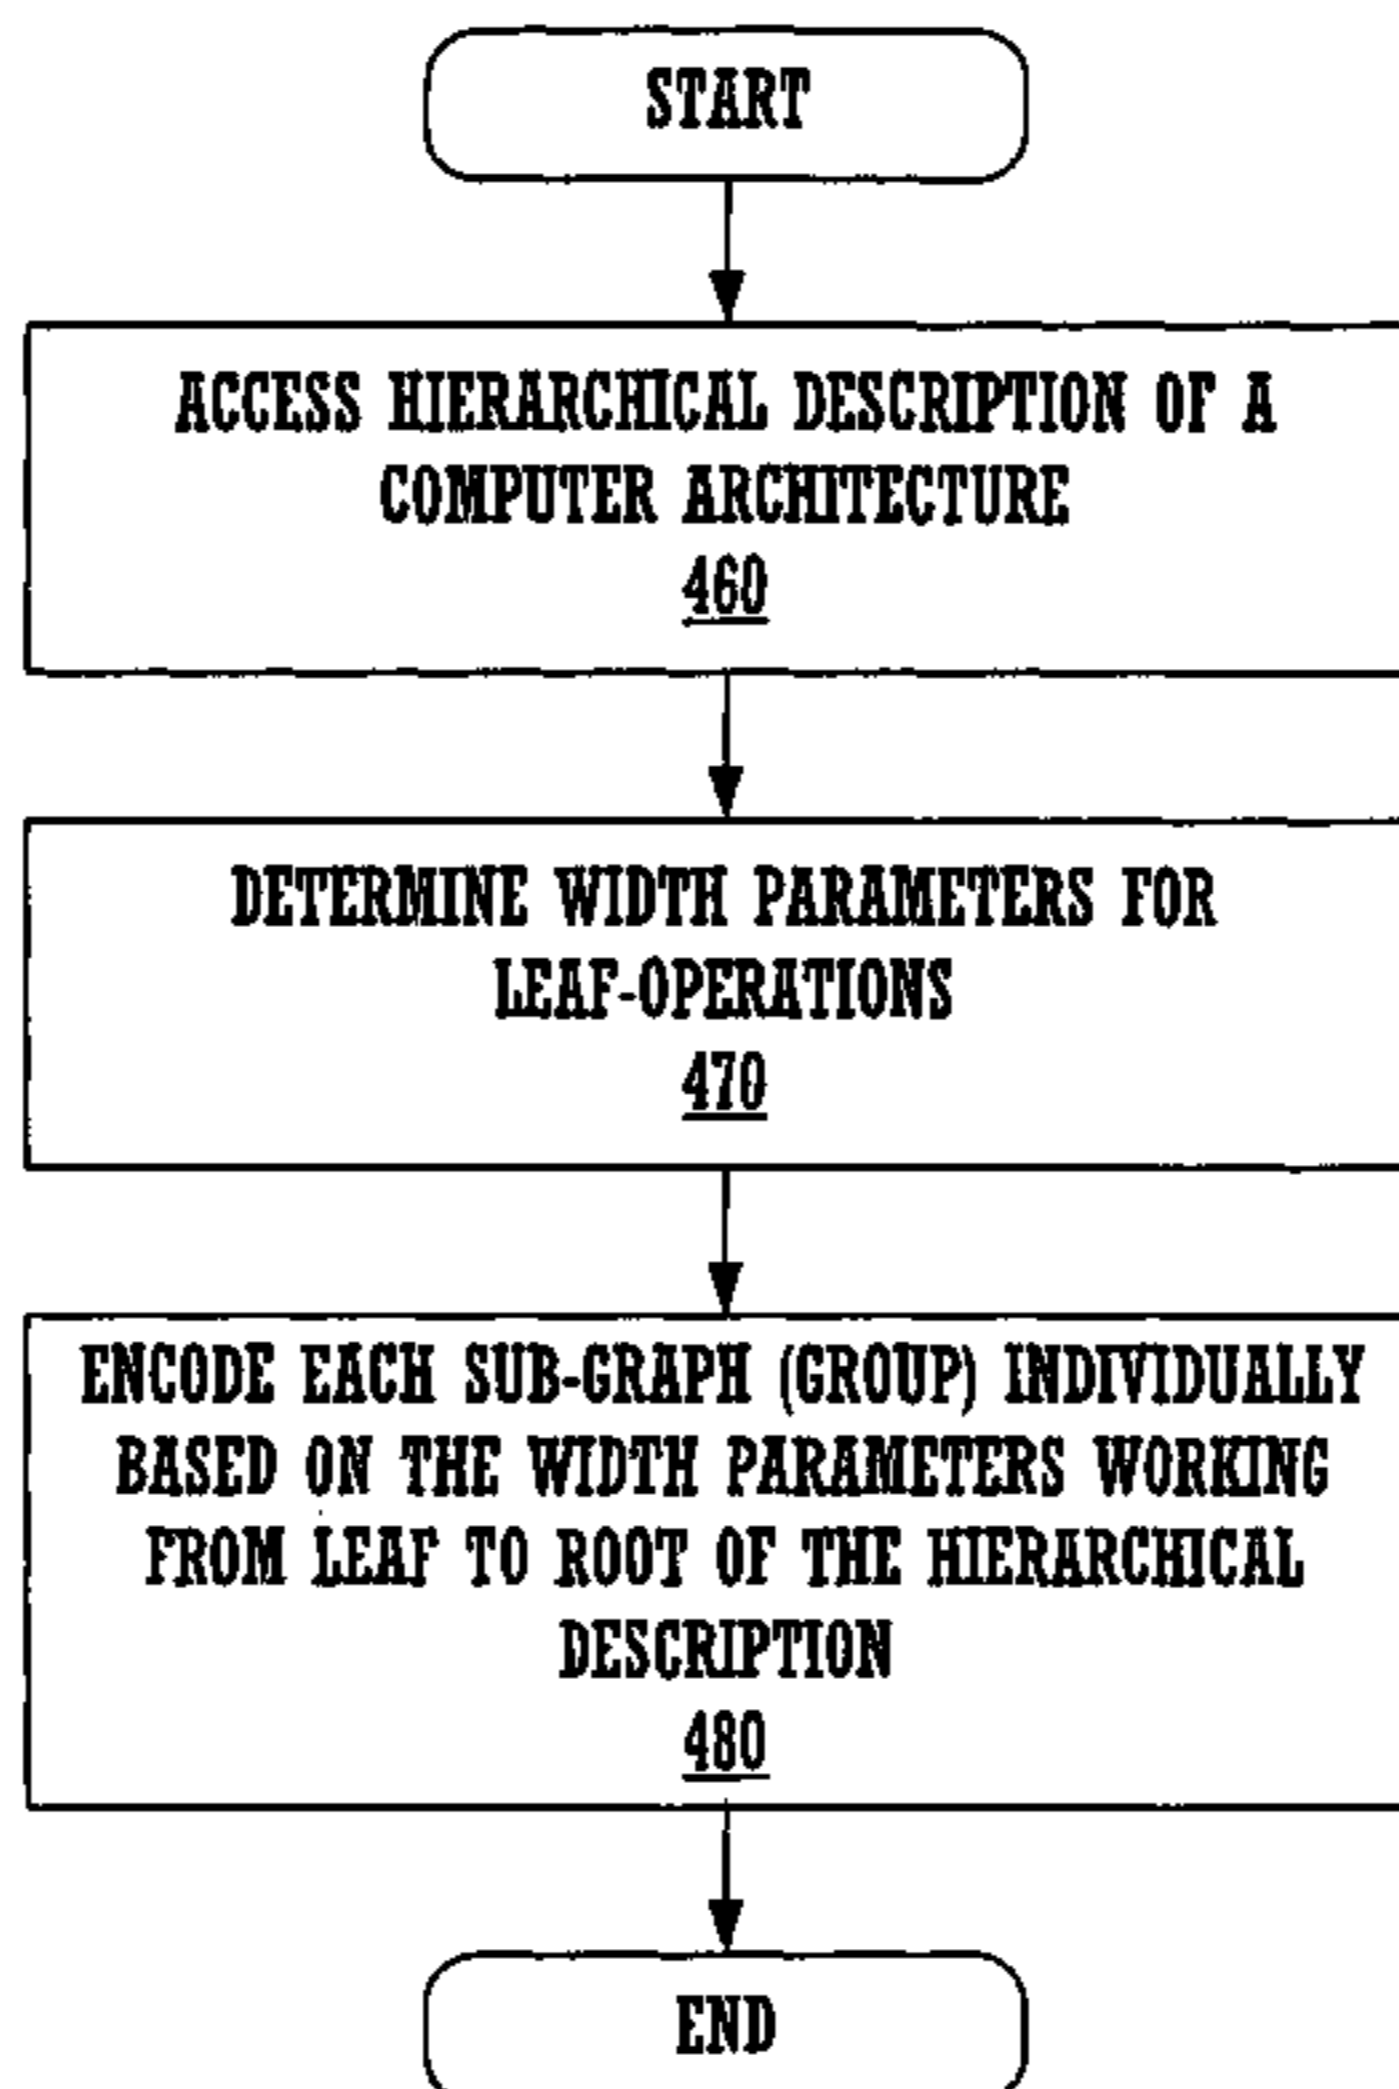 START
ACCESS HIERARCHICAL DESCRIPTION OF A
COMPUTER ARCHITECTURE
460
DETERMINE WIDTH PARAMETERS FOR
LEAF-OPERATIONS
470
ENCODE EACH SUB-GRAPH (GROUP) INDIVIDUALLY
BASED ON THE WIDTH PARAMETERS WORKING
FROM LEAF TO ROOT OF THE HIERARCHICAL
DESCRIPTION
480
END